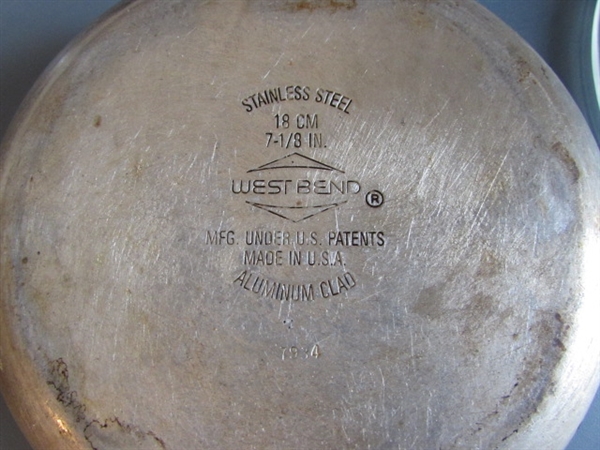 STAINLESS STEEL
18 CM
7-1/8 IN.
WEST BEND ®
MFG. UNDER U.S. PATENTS
MADE IN U.S.A.
ALUMINUM CLAD